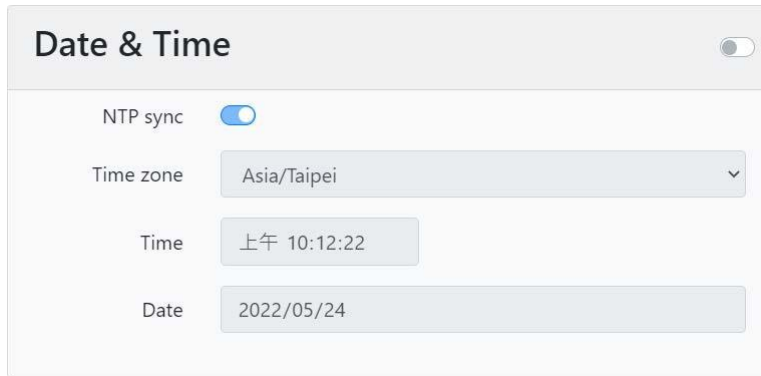 Date & Time
NTP sync
Time zone Asia/Taipei
Time 上午 10:12:22
Date 2022/05/24